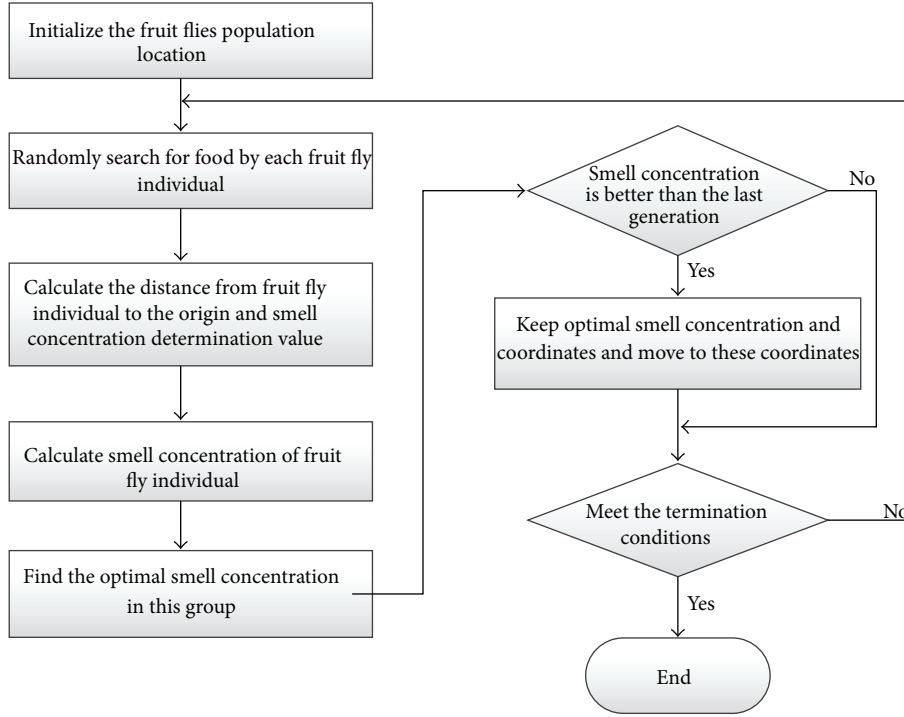 Initialize the fruit flies population
location
Randomly search for food by each fruit fly
individual
Calculate the distance from fruit fly
individual to the origin and smell
concentration determination value
Calculate smell concentration of fruit
fly individual
Find the optimal smell concentration
in this group
Smell concentration
is better than the last
generation
No
Yes
Keep optimal smell concentration and
coordinates and move to these coordinates
Meet the termination
conditions
No
Yes
End